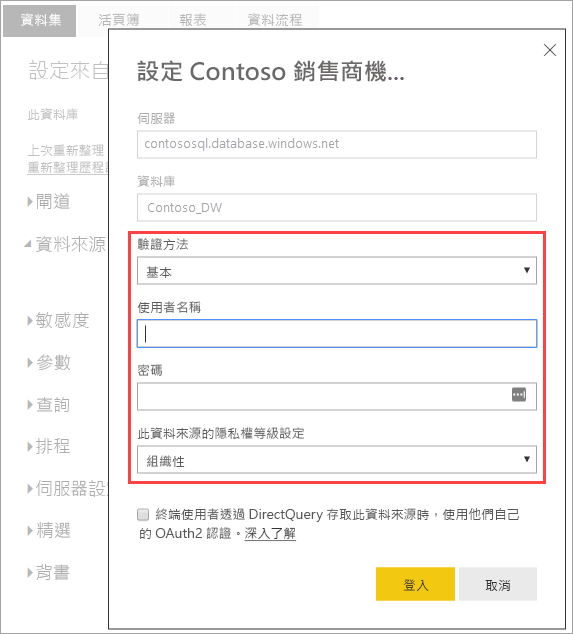 資料集 活頁簿 報表 資料流程
設定來自
此資料庫
上次重新整理
重新整理歷程
閘道
資料來源
敏感度
參數
查詢
排程
伺服器設
精選
背書
設定 Contoso 銷售商機...
伺服器
contososql.database.windows.net
資料庫
Contoso_DW
驗證方法
基本
使用者名稱
密碼
此資料來源的隱私權等級設定
組織性
終端使用者透過 DirectQuery 存取此資料來源時，使用他們自己
的 OAuth2 認證。深入了解
登入 取消